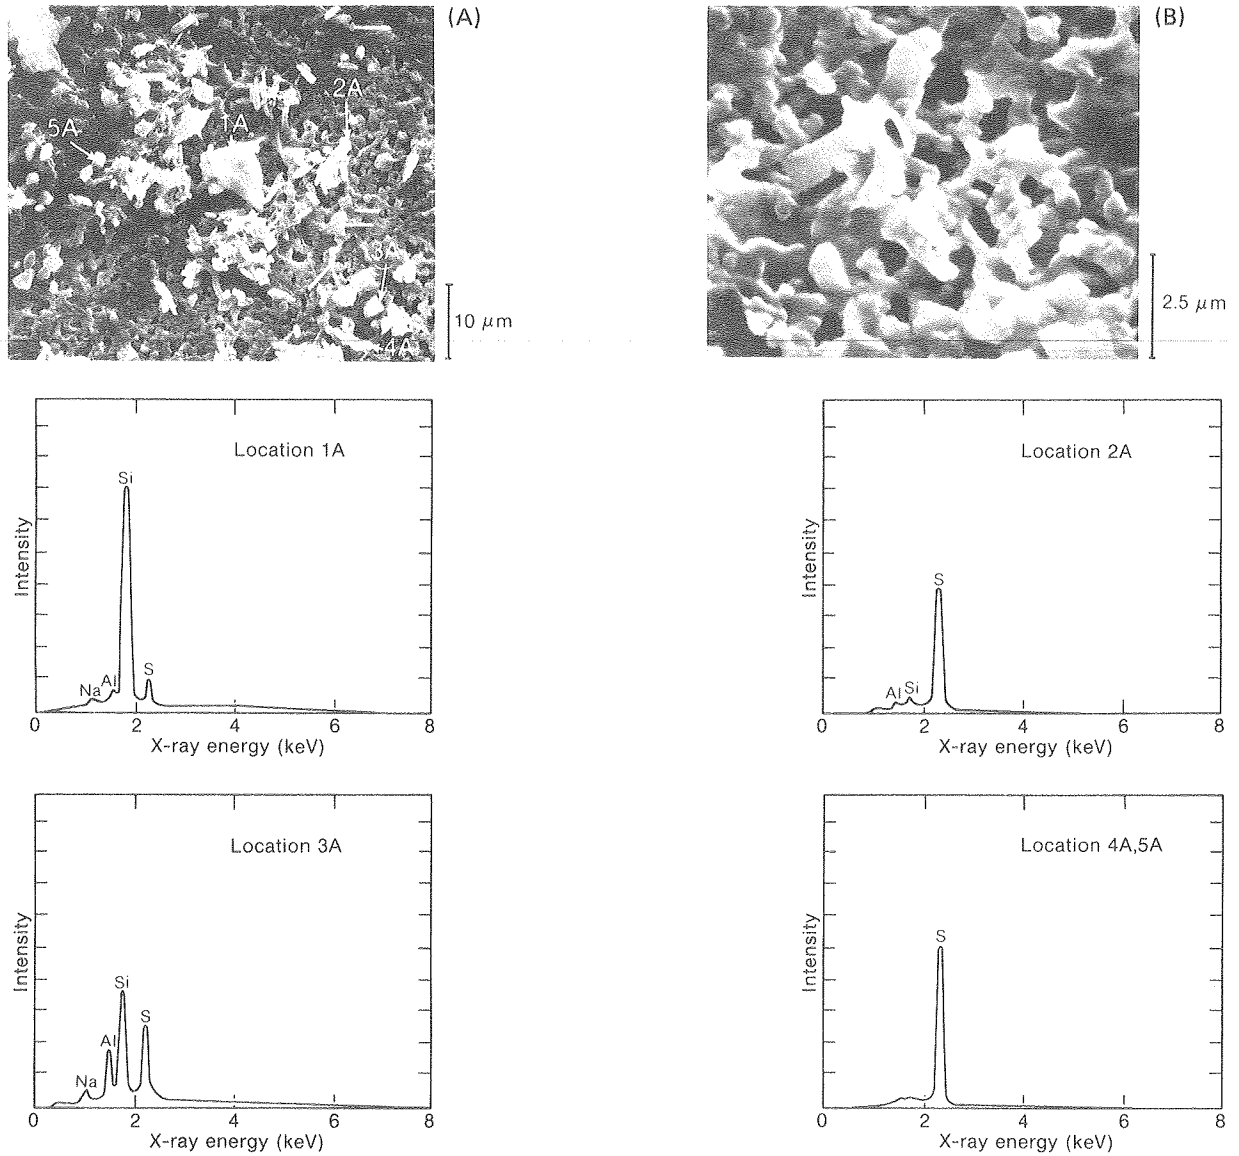 (A)
(B)
2A
1A
5A
3A
4A
10 μm
2.5 μm
Location 1A
Si
Al
Na
S
Intensity
0 2 4 6 8
X-ray energy (keV)
Location 2A
S
Al
Si
Intensity
0 2 4 6 8
X-ray energy (keV)
Location 3A
Si
S
Al
Na
Intensity
0 2 4 6 8
X-ray energy (keV)
Location 4A,5A
S
Intensity
0 2 4 6 8
X-ray energy (keV)